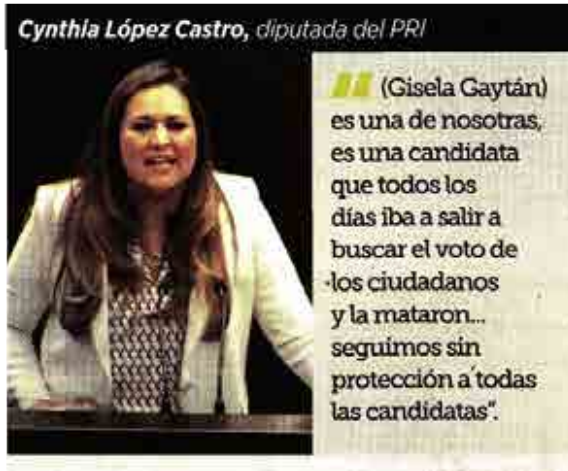 Cynthia López Castro, diputada del PRI
(Gisela Gaytán)
es una de nosotras,
es una candidata
que todos los
días iba a salir a
buscar el voto de
los ciudadanos
y la mataron...
seguimos sin
protección a todas
las candidatas”.